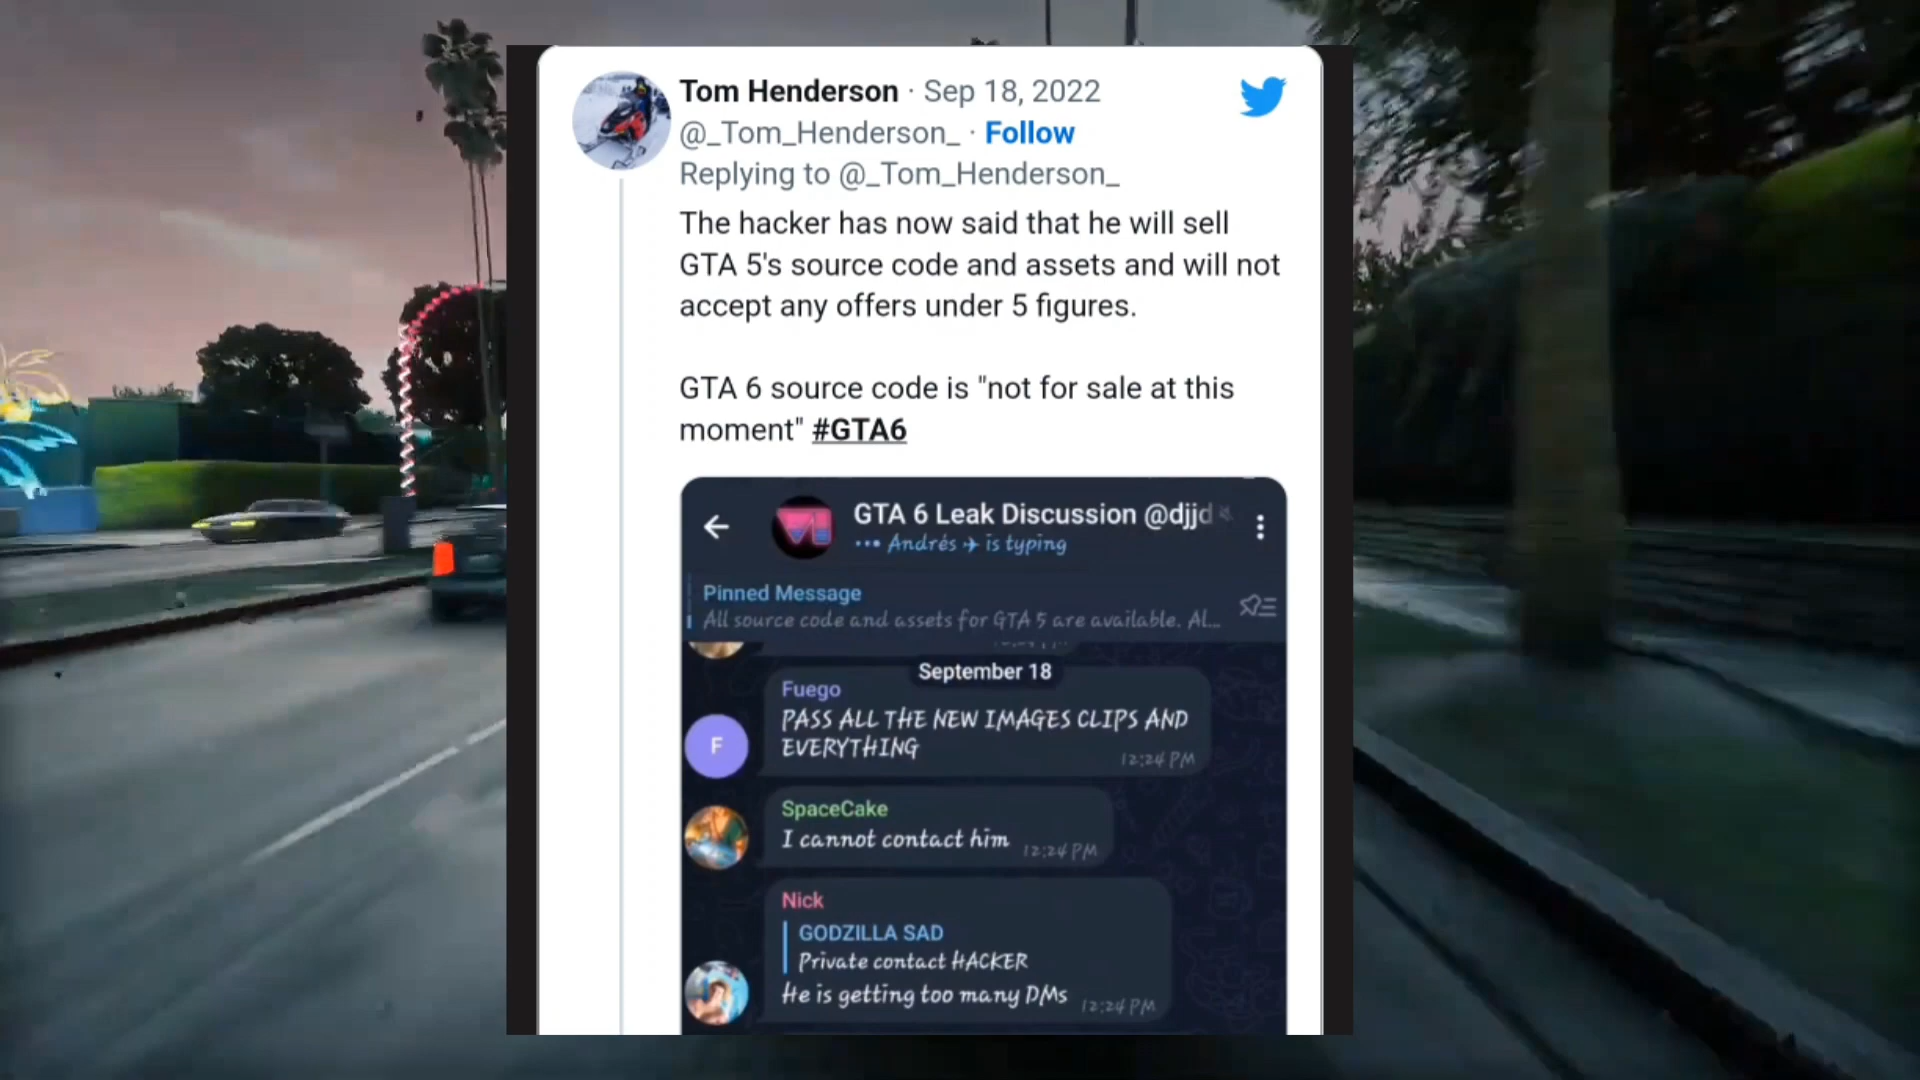 Tom Henderson · Sep 18, 2022
@_Tom_Henderson_ · Follow
Replying to @_Tom_Henderson_
The hacker has now said that he will sell
GTA 5's source code and assets and will not
accept any offers under 5 figures.
GTA 6 source code is "not for sale at this
moment" #GTA6
GTA 6 Leak Discussion @djjd
Andrés ✈ is typing
Pinned Message
All source code and assets for GTA 5 are available. Al...
September 18
Fuego
PASS ALL THE NEW IMAGES CLIPS AND
EVERYTHING
12:24 PM
F
SpaceCake
I cannot contact him 12:24 PM
Nick
GODZILLA SAD
Private contact HACKER
He is getting too many DMs 12:24 PM